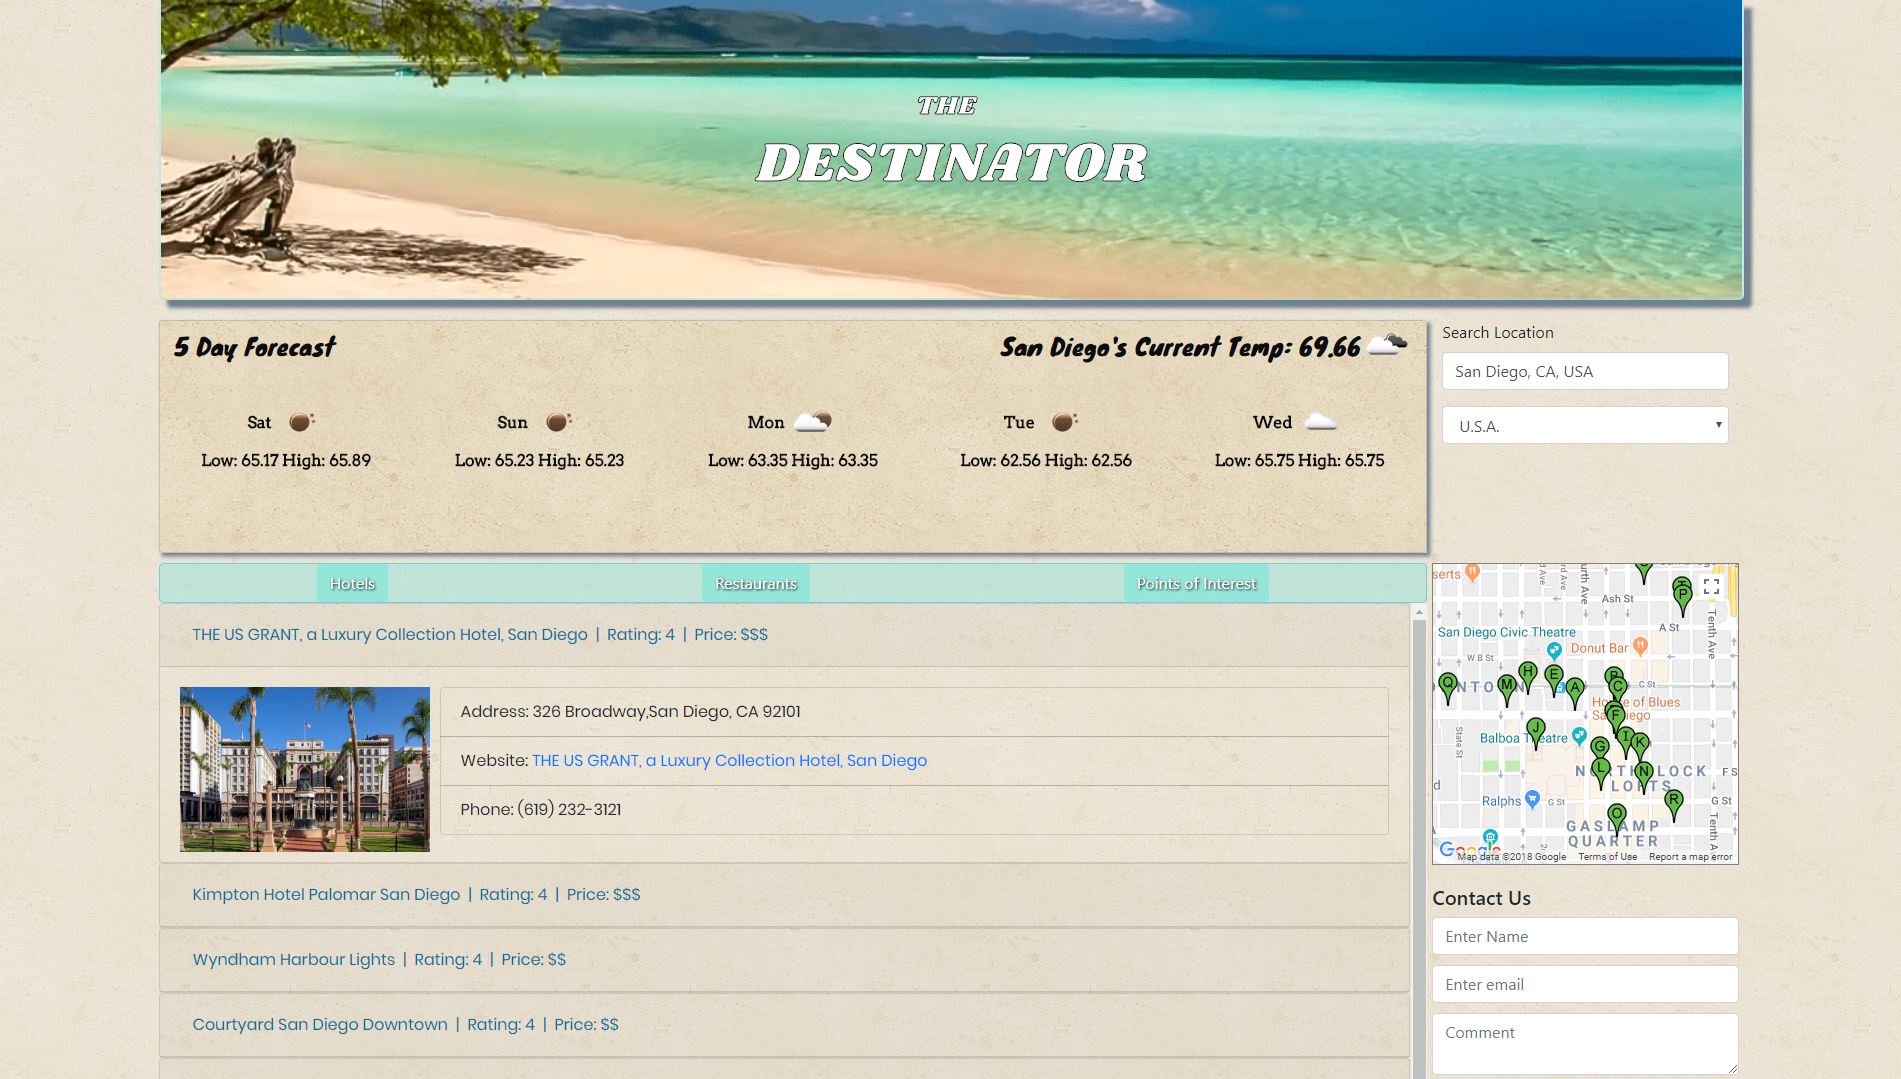 THE
DESTINATOR
5 Day Forecast
San Diego's Current Temp: 69.66
Sat
Sun
Mon
Tue
Wed
Low: 65.17 High: 65.89
Low: 65.23 High: 65.23
Low: 63.35 High: 63.35
Low: 62.56 High: 62.56
Low: 65.75 High: 65.75
Search Location
San Diego, CA, USA
U.S.A.
Hotels
Restaurants
Points of Interest
THE US GRANT, a Luxury Collection Hotel, San Diego | Rating: 4 | Price: $$$
Address: 326 Broadway,San Diego, CA 92101
Website: THE US GRANT, a Luxury Collection Hotel, San Diego
Phone: (619) 232-3121
Kimpton Hotel Palomar San Diego | Rating: 4 | Price: $$$
Wyndham Harbour Lights | Rating: 4 | Price: $$
Courtyard San Diego Downtown | Rating: 4 | Price: $$
serts
Ash St
P
A St
Tenth Ave
San Diego Civic Theatre
Donut Bar
W B St
Q
M
H
E
A
C
C St
House of Blues
San Diego
F
J
State St
Balboa Theatre
G
I
K
L
N
F S
LOFTS
d
Ralphs
G St
R
G St
O
GASLAMP
QUARTER
Tenth A
Google
Map data ©2018 Google
Terms of Use
Report a map error
Contact Us
Enter Name
Enter email
Comment